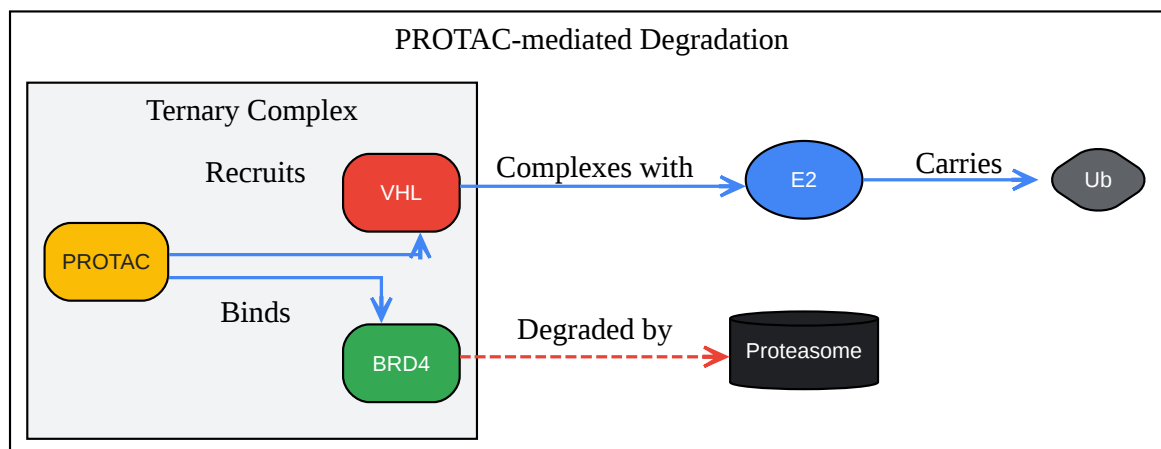 PROTAC-mediated Degradation
Ternary Complex
Recruits
VHL
Complexes with
E2
Carries
Ub
PROTAC
Binds
BRD4
Degraded by
Proteasome